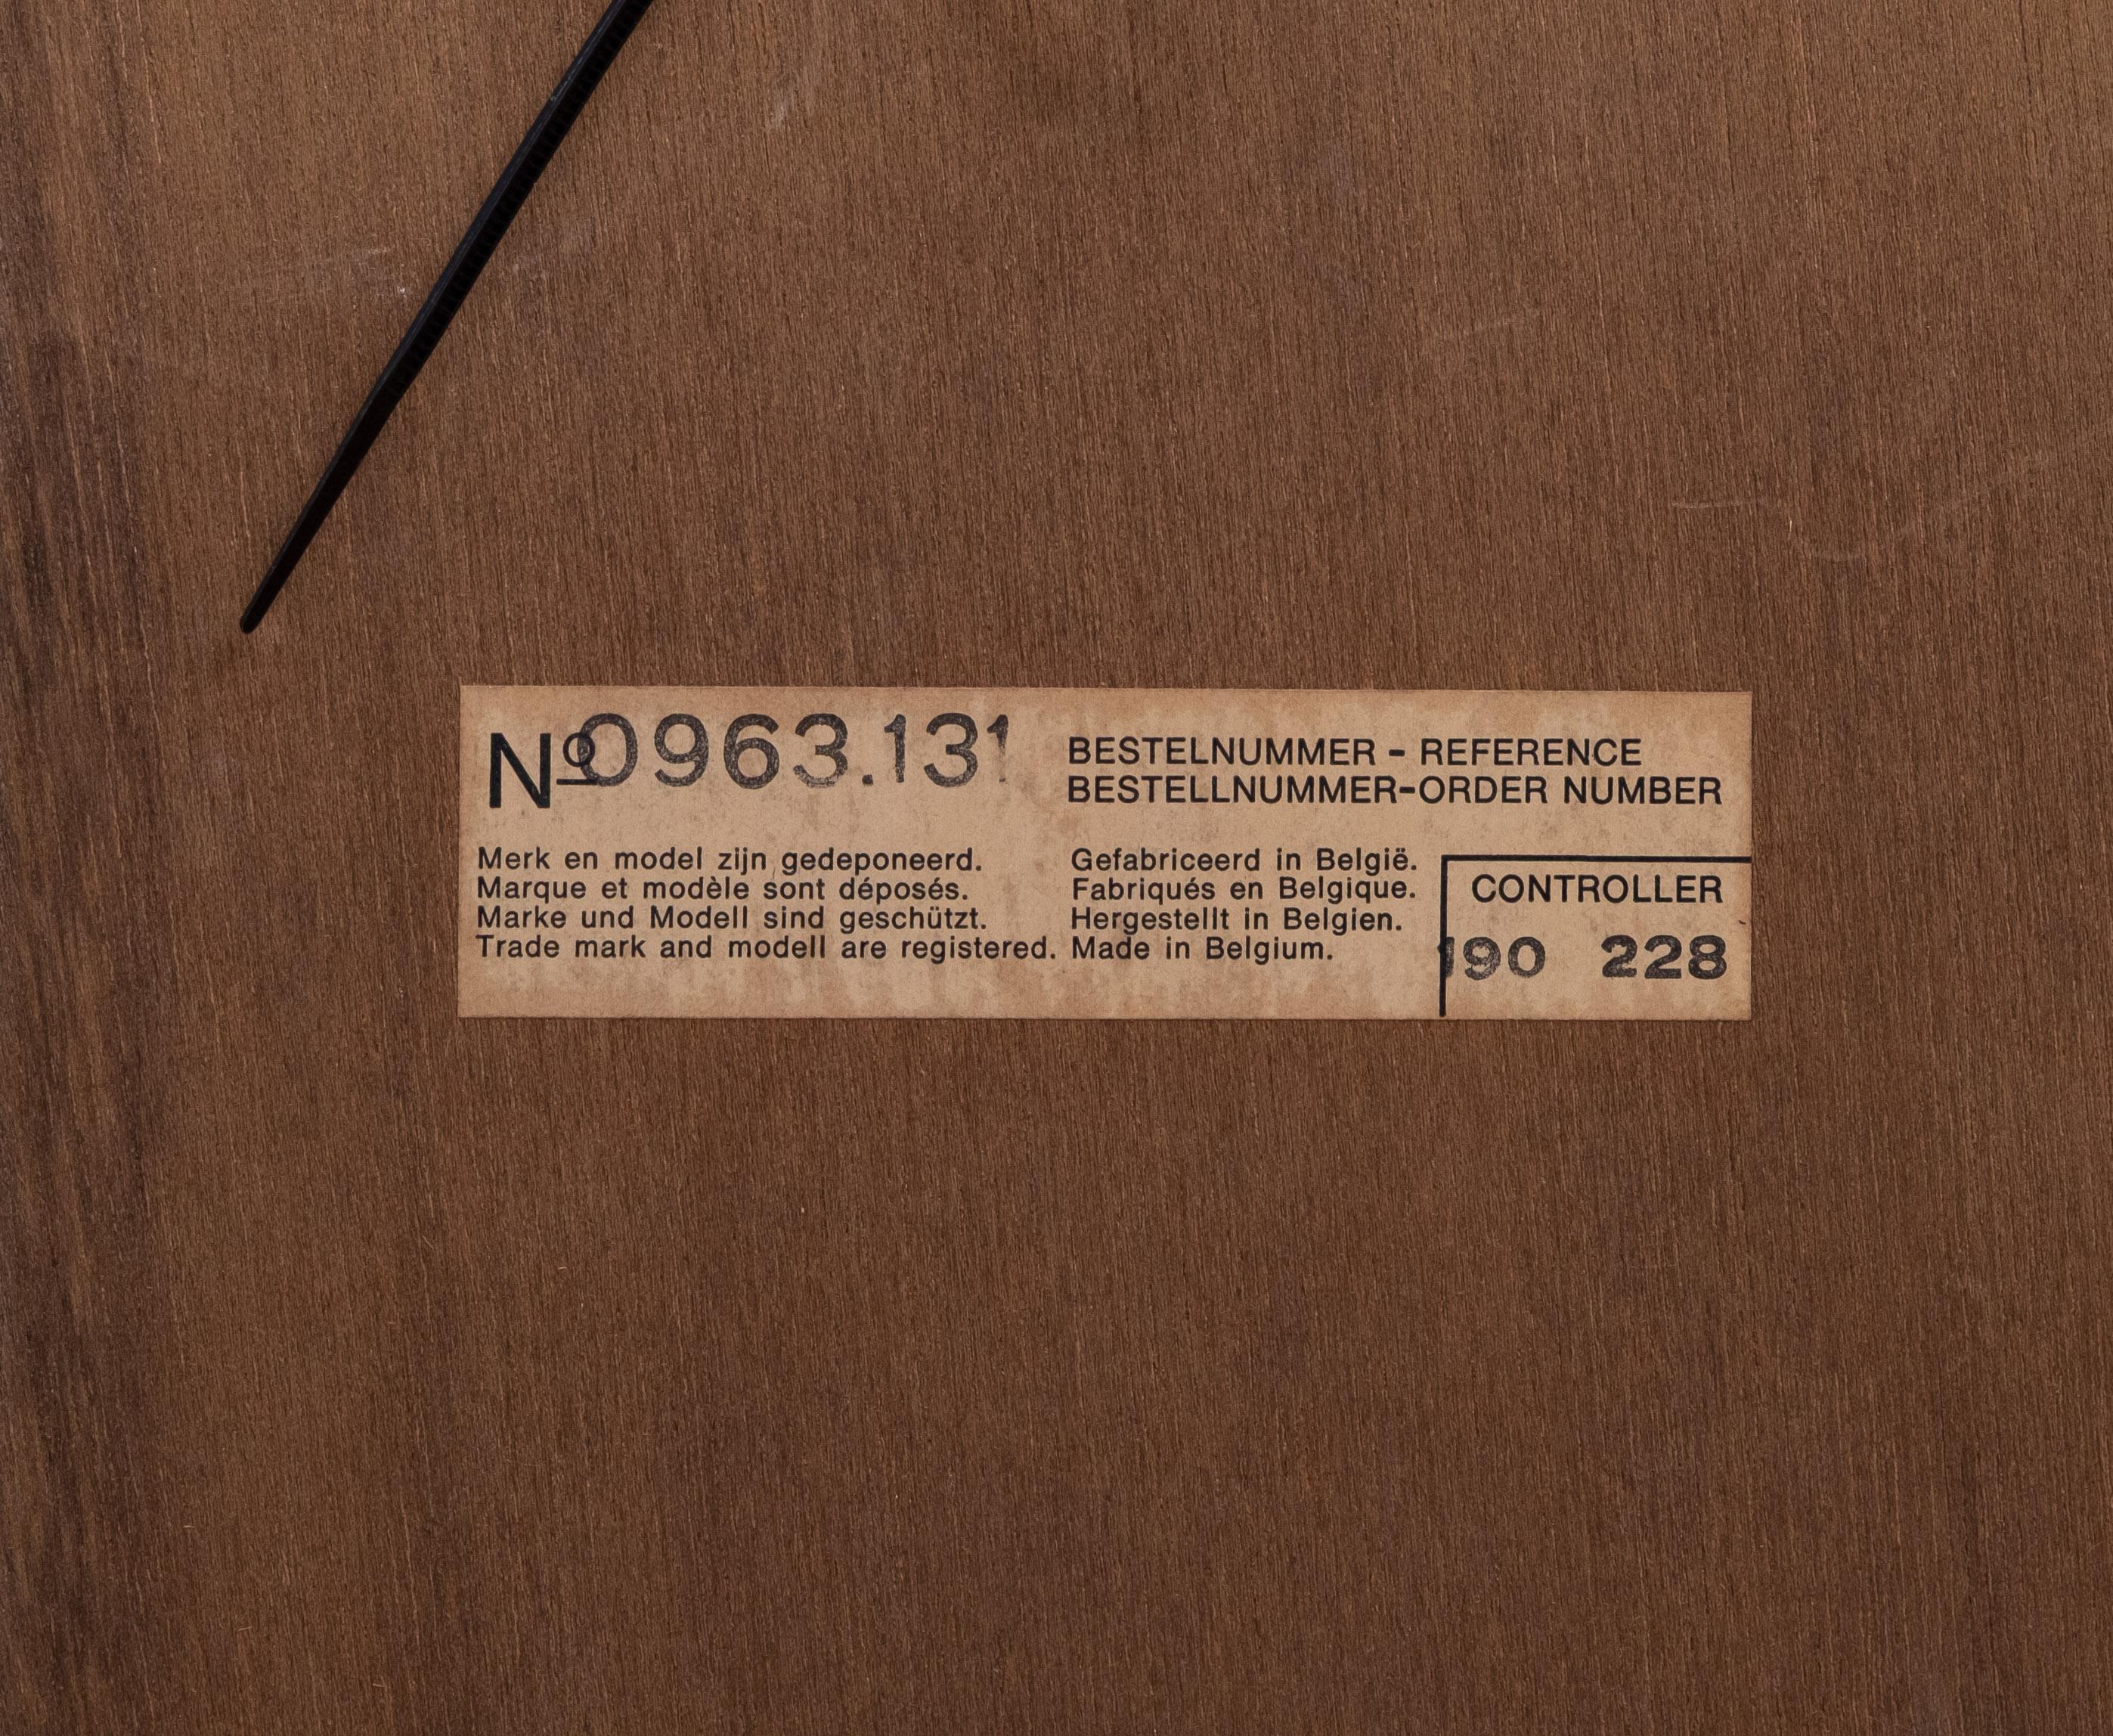 Nº 0963.131
BESTELNUMMER - REFERENCE
BESTELLNUMMER-ORDER NUMBER
Merk en model zijn gedeponeerd.
Marque et modèle sont déposés.
Marke und Modell sind geschützt.
Trade mark and modell are registered.
Gefabriceerd in België.
Fabriqués en Belgique.
Hergestellt in Belgien.
Made in Belgium.
CONTROLLER
190 228